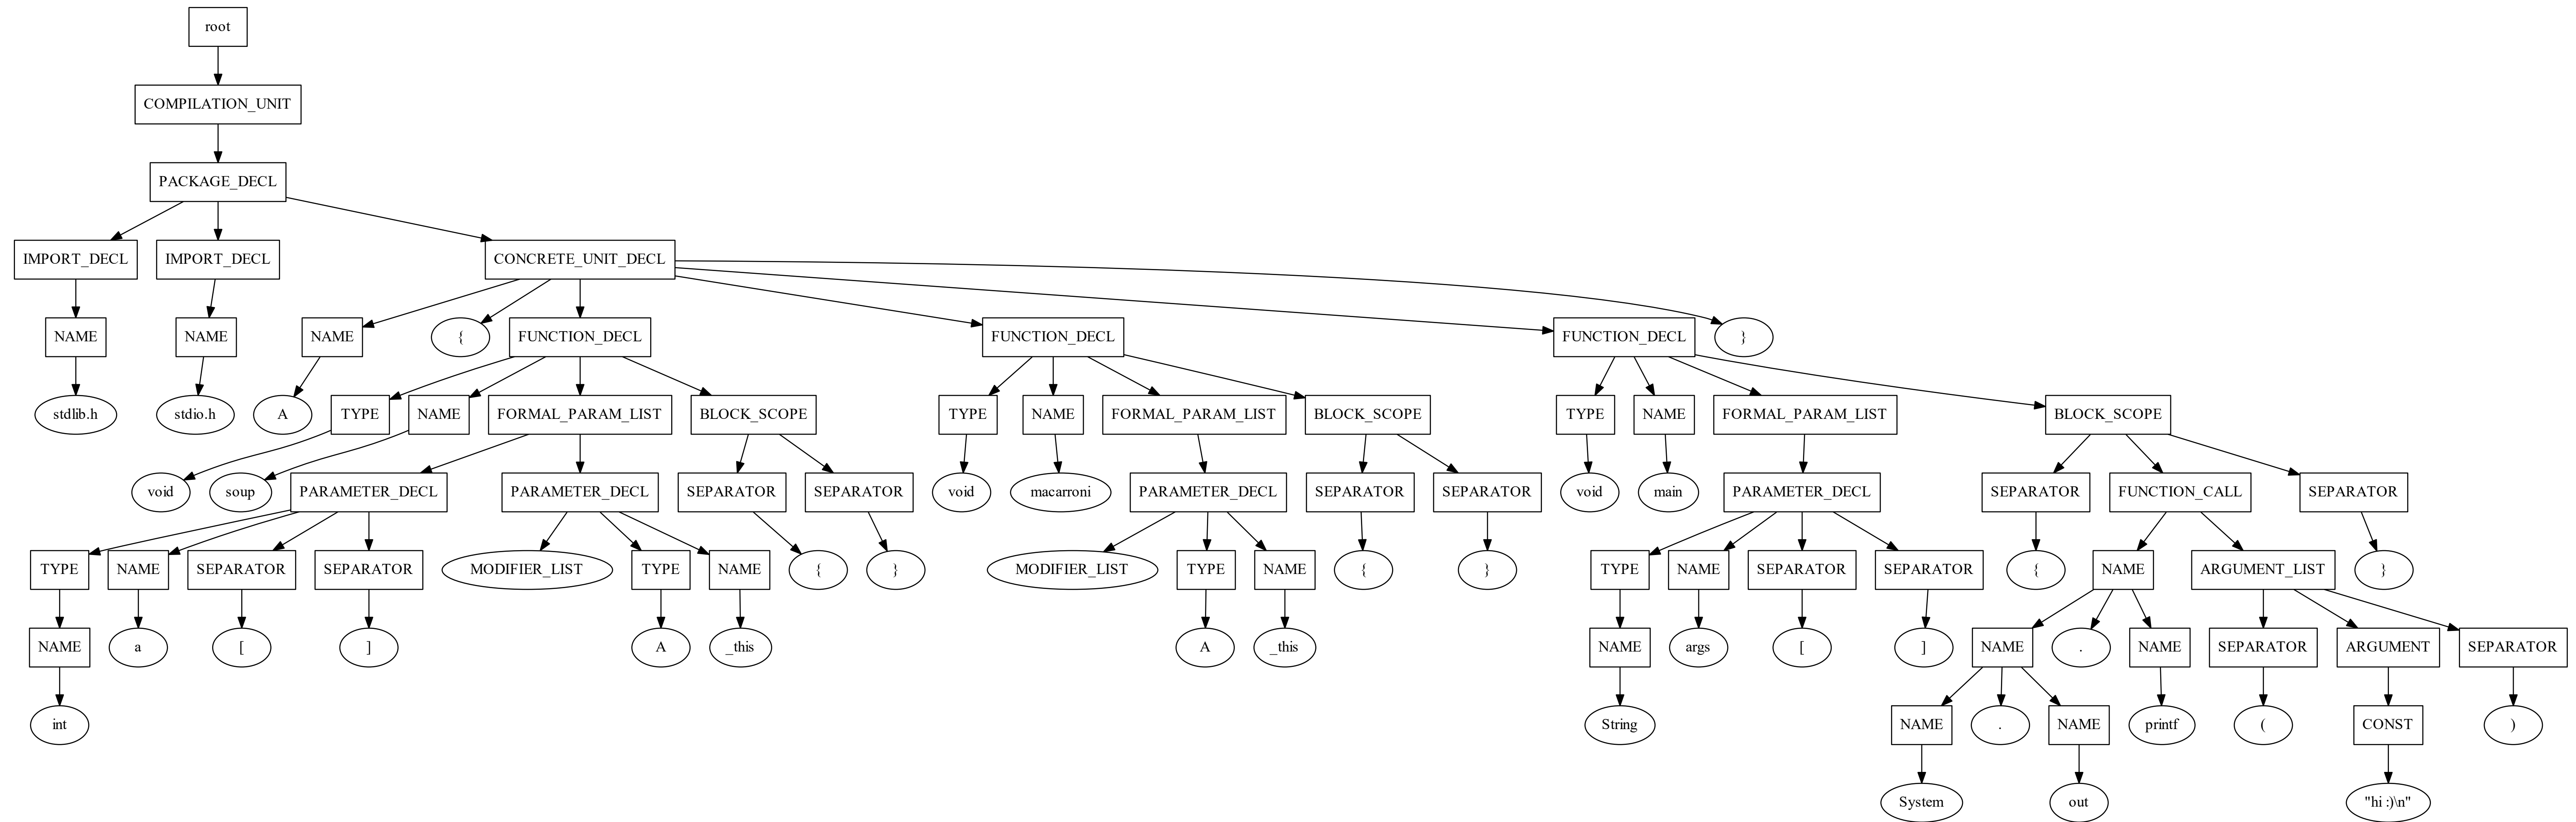 root
COMPILATION_UNIT
PACKAGE_DECL
IMPORT_DECL IMPORT_DECL CONCRETE_UNIT_DECL
NAME NAME NAME { FUNCTION_DECL FUNCTION_DECL FUNCTION_DECL }
stdlib.h stdio.h A TYPE NAME FORMAL_PARAM_LIST BLOCK_SCOPE TYPE NAME FORMAL_PARAM_LIST BLOCK_SCOPE TYPE NAME FORMAL_PARAM_LIST BLOCK_SCOPE
void soup PARAMETER_DECL PARAMETER_DECL SEPARATOR SEPARATOR void macarroni PARAMETER_DECL SEPARATOR SEPARATOR void main PARAMETER_DECL SEPARATOR FUNCTION_CALL SEPARATOR
TYPE NAME SEPARATOR SEPARATOR MODIFIER_LIST TYPE NAME { } MODIFIER_LIST TYPE NAME { } TYPE NAME SEPARATOR SEPARATOR { NAME ARGUMENT_LIST }
NAME a [ ] A _this A _this NAME args [ ] NAME . NAME SEPARATOR ARGUMENT SEPARATOR
int String NAME . NAME printf ( CONST )
System out "hi :)\n"